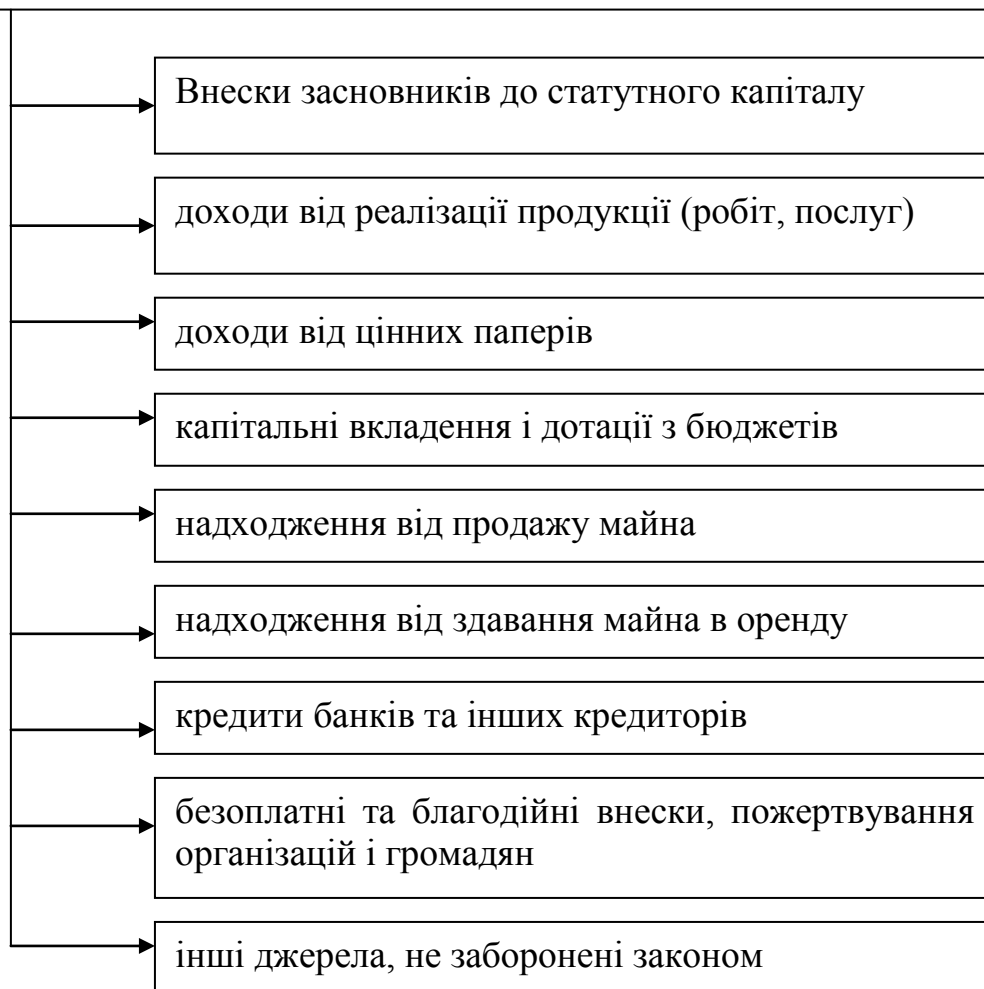 Внески засновників до статутного капіталу
доходи від реалізації продукції (робіт, послуг)
доходи від цінних паперів
капітальні вкладення і дотації з бюджетів
надходження від продажу майна
надходження від здавання майна в оренду
кредити банків та інших кредиторів
безоплатні та благодійні внески, пожертвування
організацій і громадян
інші джерела, не заборонені законом